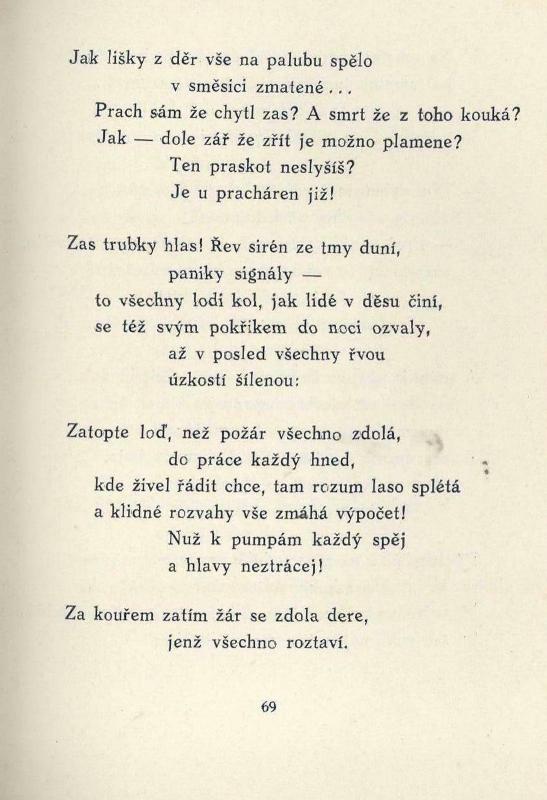 Jak lišky z děr vše na palubu spělo
v směsici zmatené...
Prach sám že chytl zas? A smrt že z toho kouká?
Jak — dole zář že zřít je možno plamene?
Ten praskot neslyšíš?
Je u pracháren již!
Zas trubky hlas! Řev sirén ze tmy duní,
paniky signály —
to všechny lodi kol, jak lidé v děsu činí,
se též svým pokřikem do noci ozvaly,
až v posled všechny řvou
úzkostí šílenou:
Zatopte loď, než požár všechno zdolá,
do práce každý hned,
kde živel řádit chce, tam rozum laso splétá
a klidné rozvahy vše zmáhá výpočet!
Nuž k pumpám každý spěj
a hlavy neztrácej!
Za kouřem zatím žár se zdola dere,
jenž všechno roztaví.
69